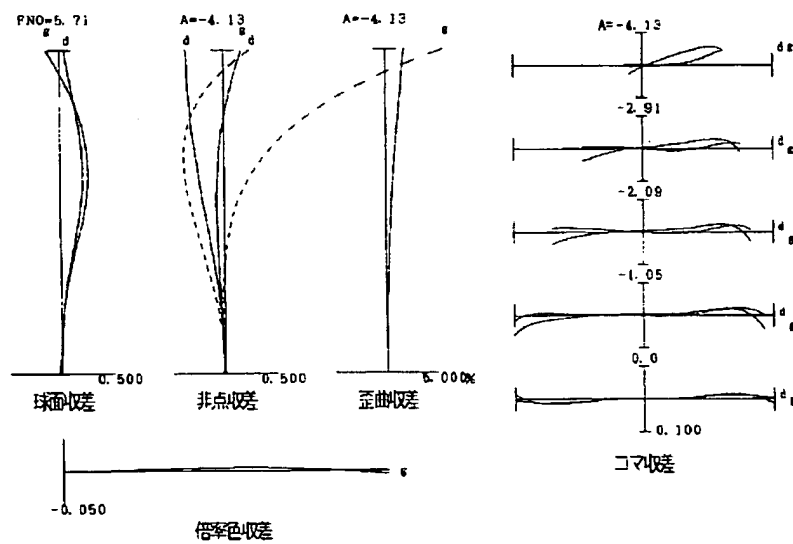 FNO=5.71
A=-4.13
A=-4.13
g d
d g d
g
0.500
0.500
5.000%
球面収差
非点収差
歪曲収差
g
-0.050
倍率色収差
A=-4.13
d g
-2.91
d g
-2.09
d g
-1.05
d g
0.0
d g
0.100
コマ収差